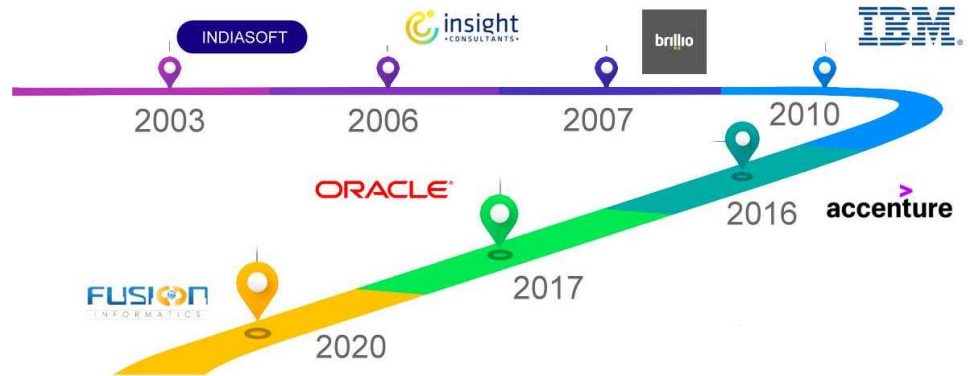 INDIASOFT
insight
·CONSULTANTS·
brillio
IBM®
2003
2006
2007
2010
ORACLE®
2016
accenture
2017
FUSION
INFORMATICS
2020